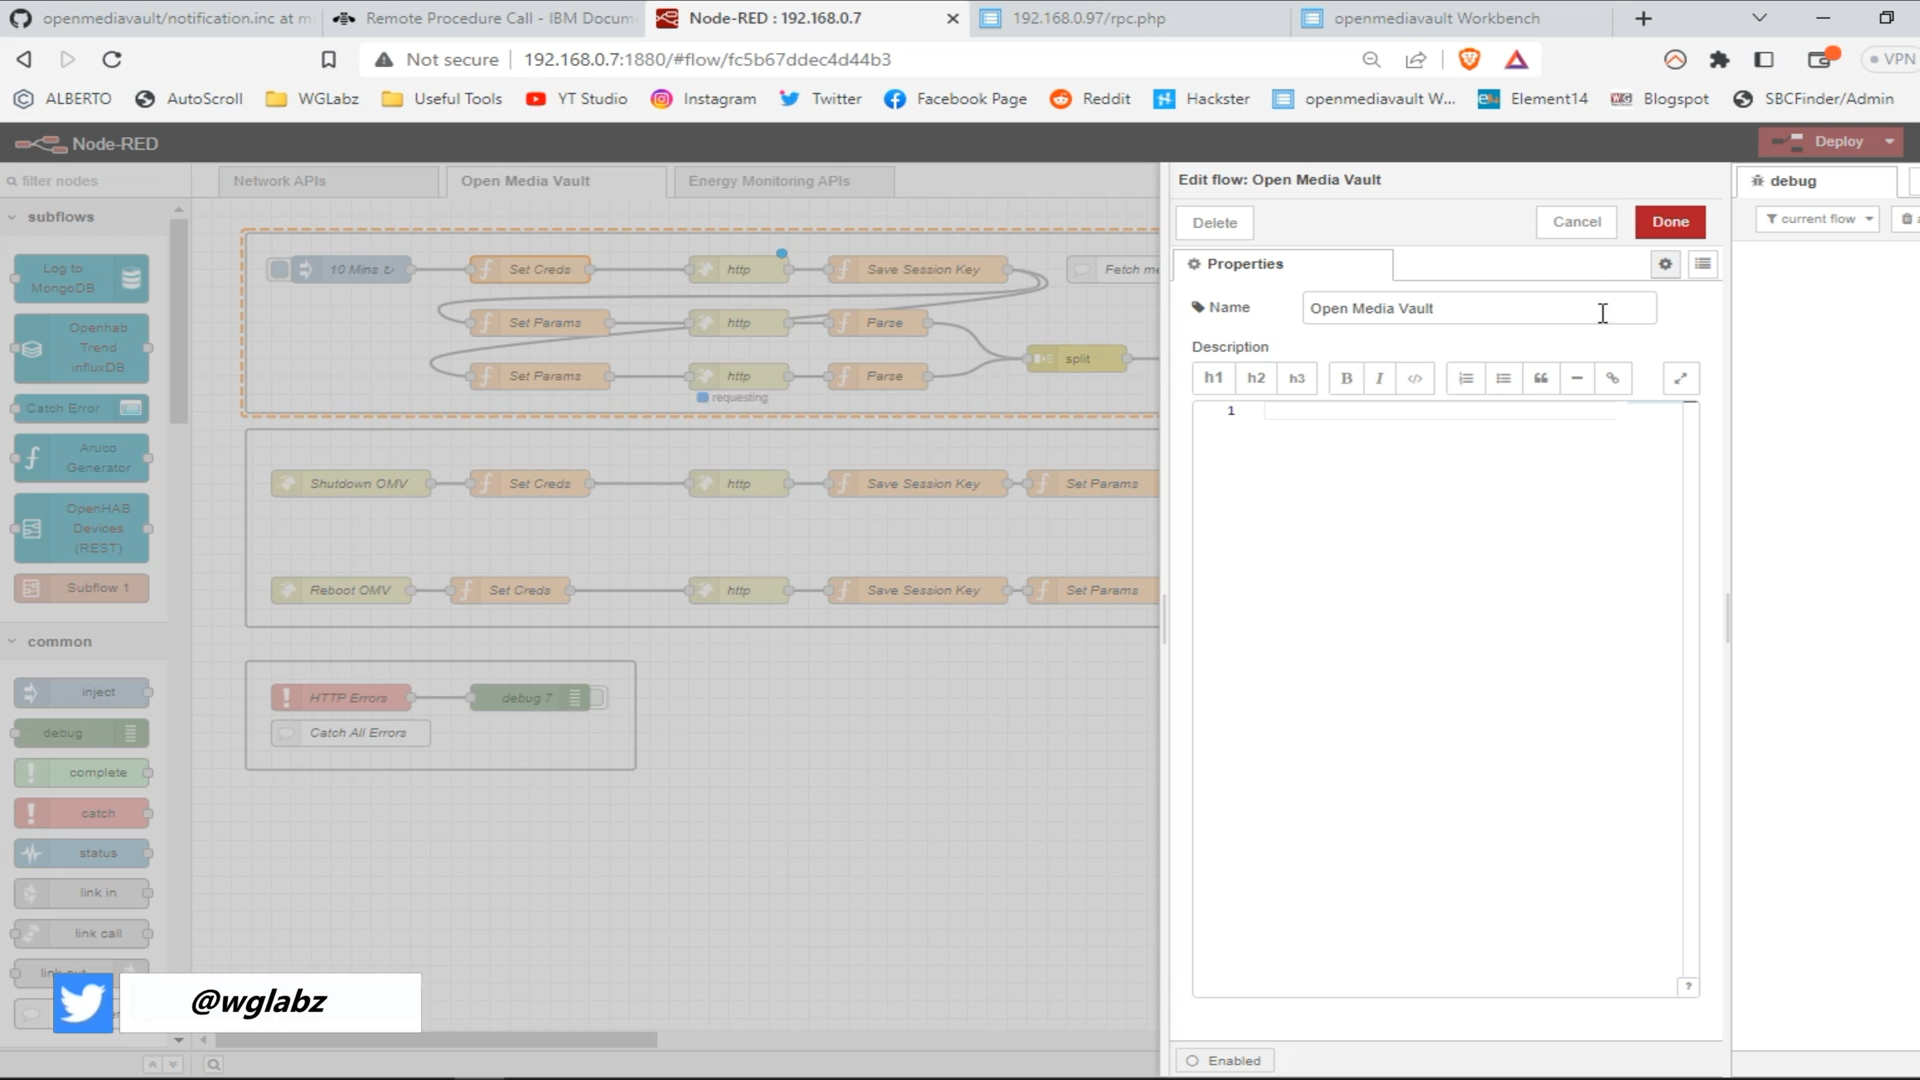 openmediavault/notification.inc at m
Remote Procedure Call - IBM Docum
Node-RED : 192.168.0.7
192.168.0.97/rpc.php
openmediavault Workbench
Not secure
192.168.0.7:1880/#flow/fc5b67ddec4d44b3
VPN
ALBERTO
AutoScroll
WGLabz
Useful Tools
YT Studio
Instagram
Twitter
Facebook Page
Reddit
Hackster
openmediavault W...
Element14
Blogspot
SBCFinder/Admin
Node-RED
Deploy
filter nodes
Network APIs
Open Media Vault
Energy Monitoring APIs
Edit flow: Open Media Vault
debug
Delete
Cancel
Done
current flow
subflows
Log to
MongoDB
Openhab
Trend
influxDB
Catch Error
Aruco
Generator
OpenHAB
Devices
(REST)
Subflow 1
common
inject
debug
complete
catch
status
link in
link call
10 Mins ↻
Set Creds
http
Save Session Key
Fetch me
Set Params
http
Parse
split
Set Params
http
Parse
requesting
Shutdown OMV
Set Creds
http
Save Session Key
Set Params
Reboot OMV
Set Creds
http
Save Session Key
Set Params
HTTP Errors
debug 7
Catch All Errors
Properties
Name
Open Media Vault
Description
h1
h2
h3
B
I
</>
1
?
Enabled
@wglabz